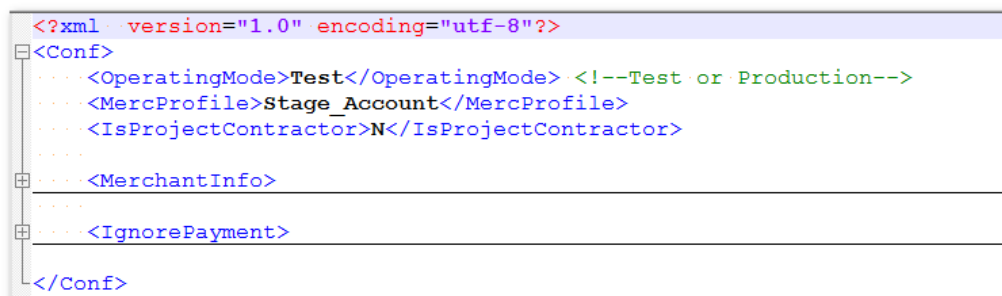 <?xml version="1.0" encoding="utf-8"?>
<Conf>
<OperatingMode>Test</OperatingMode> <!--Test or Production-->
<MercProfile>Stage_Account</MercProfile>
<IsProjectContractor>N</IsProjectContractor>
<MerchantInfo>
<IgnorePayment>
</Conf>